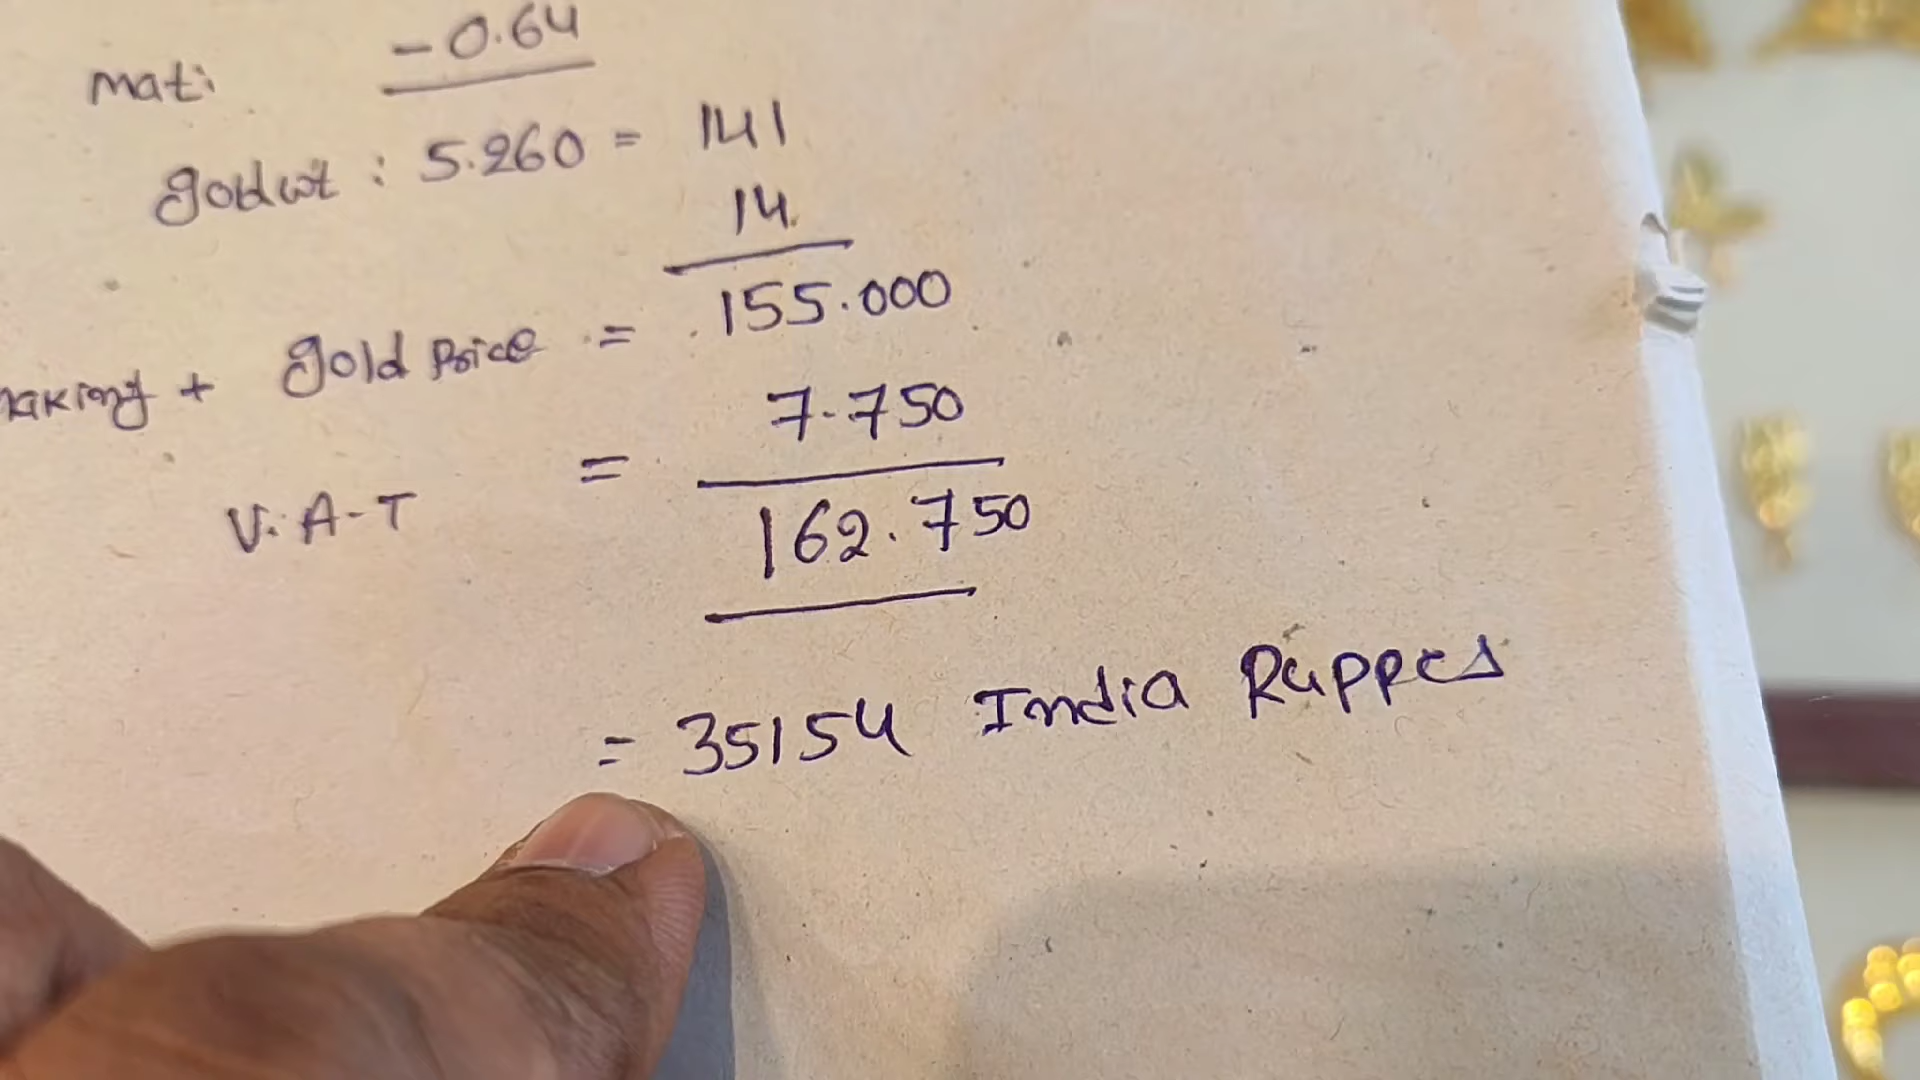 mati - 0.64
goldwt : 5.260 = 141
14
making + gold Price = 155.000
V.A-T = 7.750
162.750
= 35154 India Ruppes